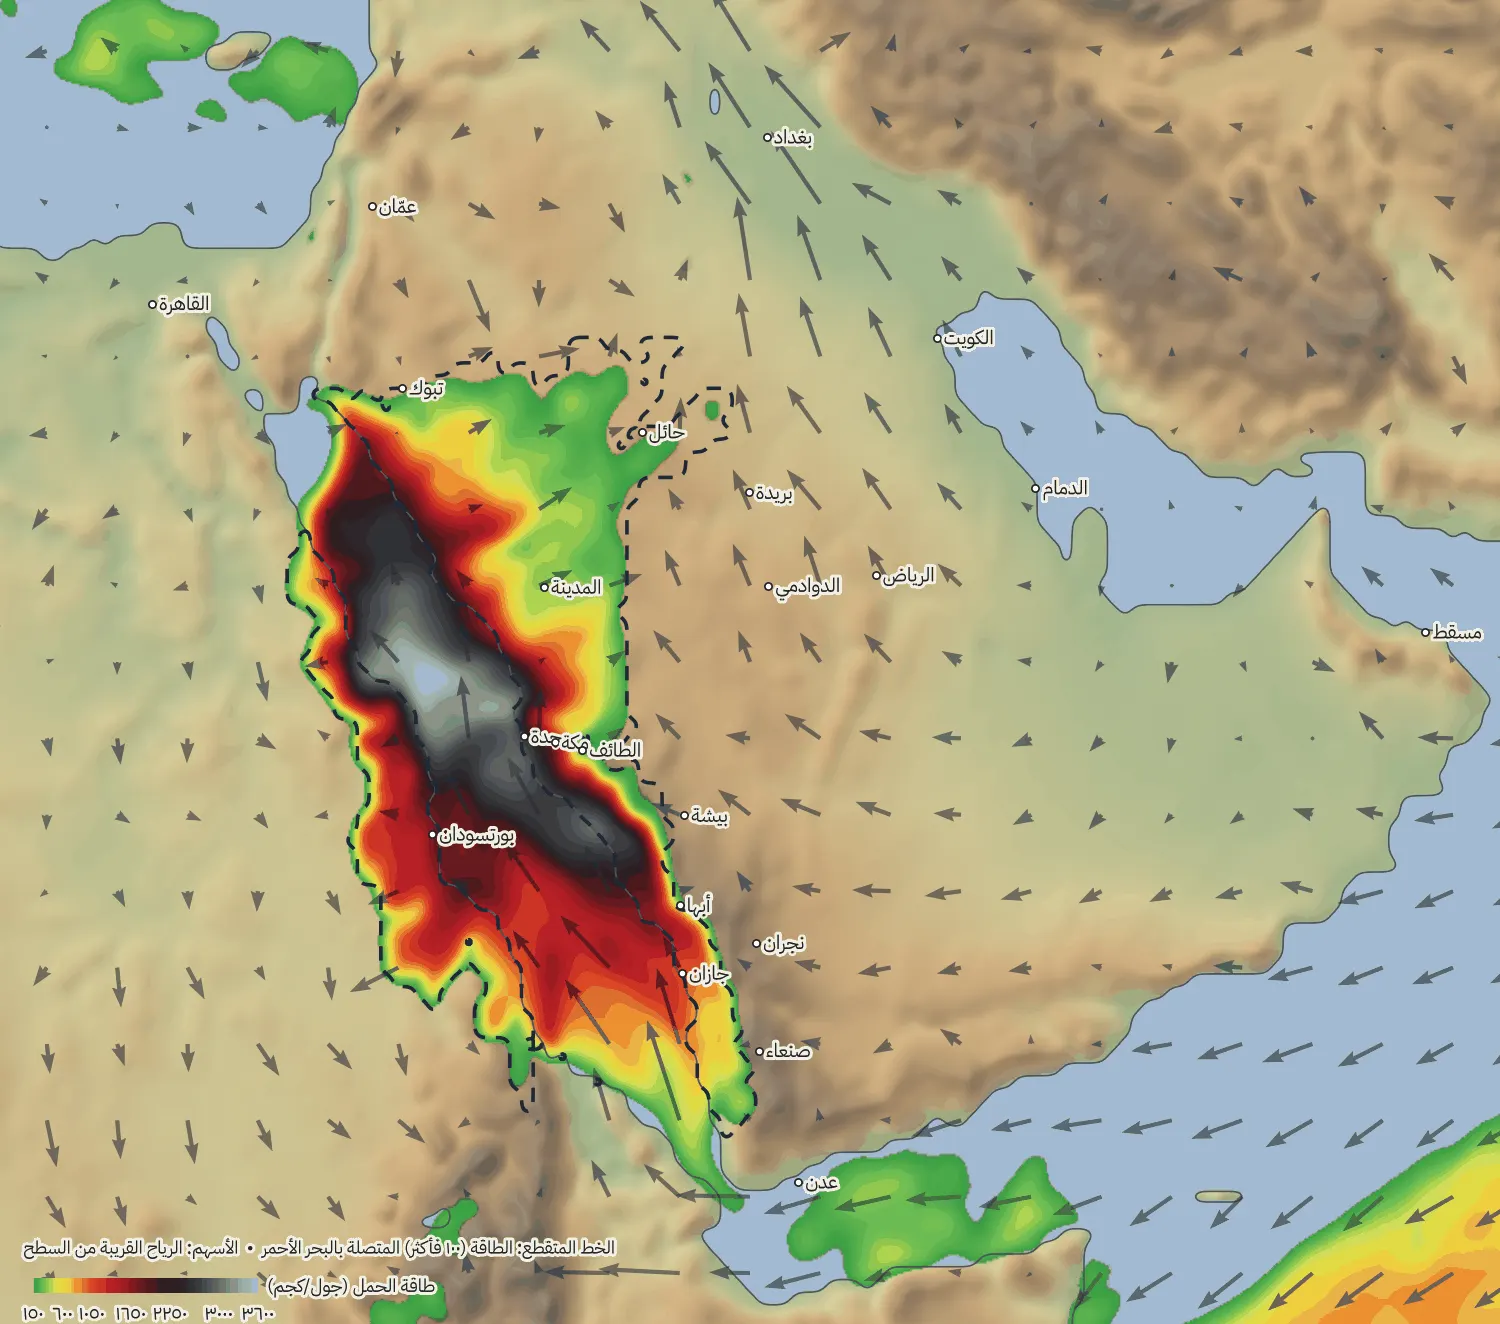 بغداد
عمّان
القاهرة
الكويت
تبوك
حائل
الدمام
بريدة
الرياض
الدوادمي
المدينة
مسقط
جدة
مكة
الطائف
بيشة
بورتسودان
أبها
نجران
جازان
صنعاء
عدن
الخط المتقطع: الطاقة (١٠٠ فأكثر) المتصلة بالبحر الأحمر • الأسهم: الرياح القريبة من السطح
طاقة الحمل (جول/كجم)
١٥٠ ٦٠٠ ١٠٥٠ ١٦٥٠ ٢٢٥٠ ٣٠٠٠ ٣٦٠٠